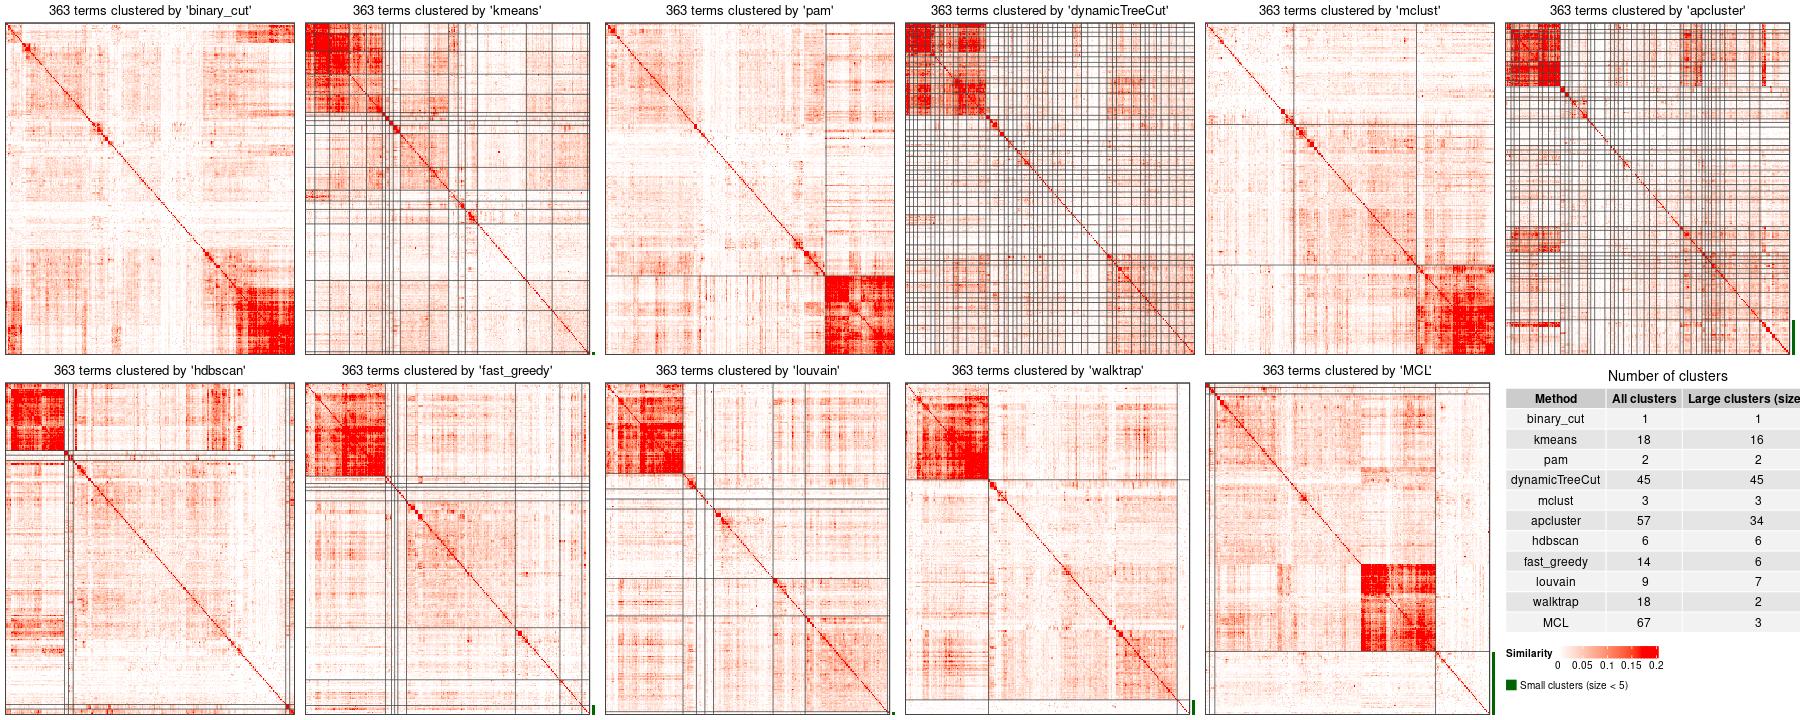 363 terms clustered by 'binary_cut'
363 terms clustered by 'kmeans'
363 terms clustered by 'pam'
363 terms clustered by 'dynamicTreeCut'
363 terms clustered by 'mclust'
363 terms clustered by 'apcluster'
363 terms clustered by 'hdbscan'
363 terms clustered by 'fast_greedy'
363 terms clustered by 'louvain'
363 terms clustered by 'walktrap'
363 terms clustered by 'MCL'
Number of clusters
Method All clusters Large clusters (size
binary_cut 1 1
kmeans 18 16
pam 2 2
dynamicTreeCut 45 45
mclust 3 3
apcluster 57 34
hdbscan 6 6
fast_greedy 14 6
louvain 9 7
walktrap 18 2
MCL 67 3
Similarity
0 0.05 0.1 0.15 0.2
Small clusters (size < 5)